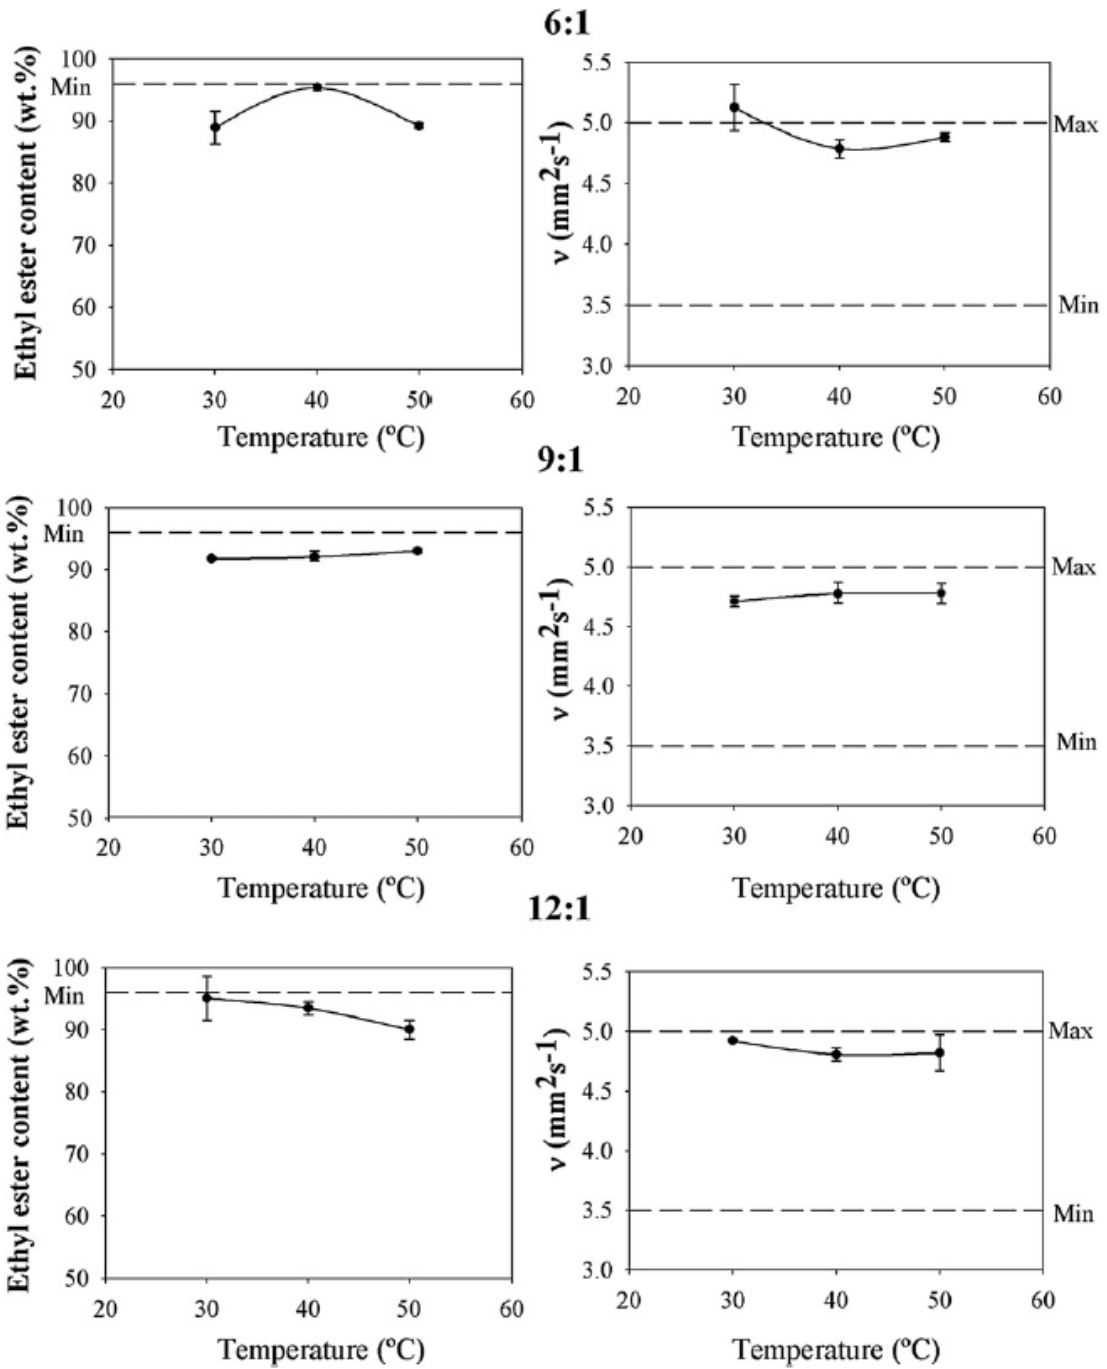 6:1
Ethyl ester content (wt.%)
100
Min
90
80
70
60
50
20 30 40 50 60
Temperature (ºC)
ν (mm2s-1)
5.5
5.0
4.5
4.0
3.5
3.0
Max
Min
20 30 40 50 60
Temperature (ºC)
9:1
Ethyl ester content (wt.%)
100
Min
90
80
70
60
50
20 30 40 50 60
Temperature (ºC)
ν (mm2s-1)
5.5
5.0
4.5
4.0
3.5
3.0
Max
Min
20 30 40 50 60
Temperature (ºC)
12:1
Ethyl ester content (wt.%)
100
Min
90
80
70
60
50
20 30 40 50 60
Temperature (ºC)
ν (mm2s-1)
5.5
5.0
4.5
4.0
3.5
3.0
Max
Min
20 30 40 50 60
Temperature (ºC)